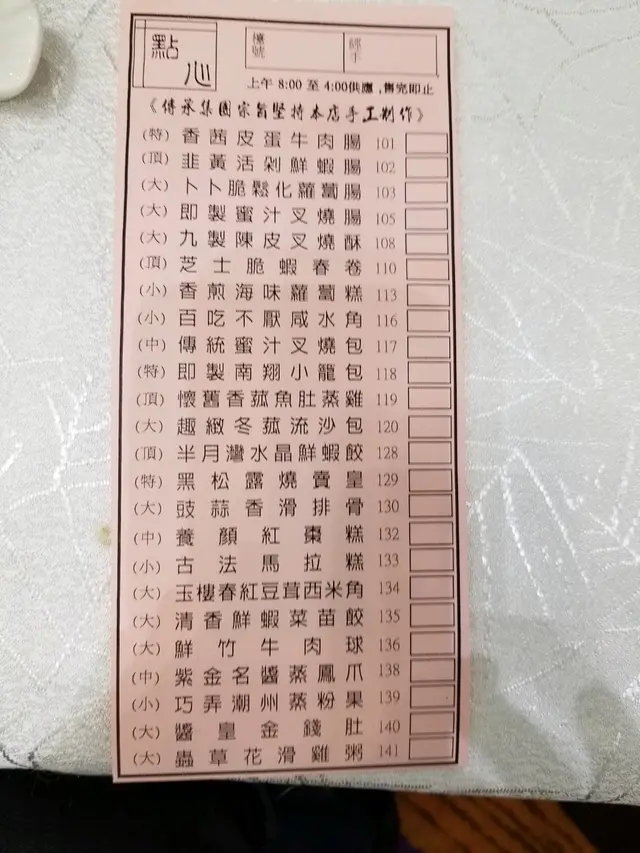 點心
檯號
經手
上午 8:00 至 4:00供應,售完即止
《傳承集團宗旨堅持本店手工制作》
(特) 香茜皮蛋牛肉腸 101
(頂) 韭黃活剁鮮蝦腸 102
(大) 卜卜脆鬆化蘿蔔腸 103
(大) 即製蜜汁叉燒腸 105
(大) 九製陳皮叉燒酥 108
(頂) 芝士脆蝦春卷 110
(小) 香煎海味蘿蔔糕 113
(小) 百吃不厭咸水角 116
(中) 傳統蜜汁叉燒包 117
(特) 即製南翔小籠包 118
(頂) 懷舊香菰魚肚蒸雞 119
(大) 趣緻冬菰流沙包 120
(頂) 半月灣水晶鮮蝦餃 128
(特) 黑松露燒賣皇 129
(大) 豉蒜香滑排骨 130
(中) 養顏紅棗糕 132
(小) 古法馬拉糕 133
(大) 玉樓春紅豆茸西米角 134
(大) 清香鮮蝦菜苗餃 135
(大) 鮮竹牛肉球 136
(中) 紫金名醬蒸鳳爪 138
(小) 巧弄潮州蒸粉果 139
(大) 醬皇金錢肚 140
(大) 蟲草花滑雞粥 141